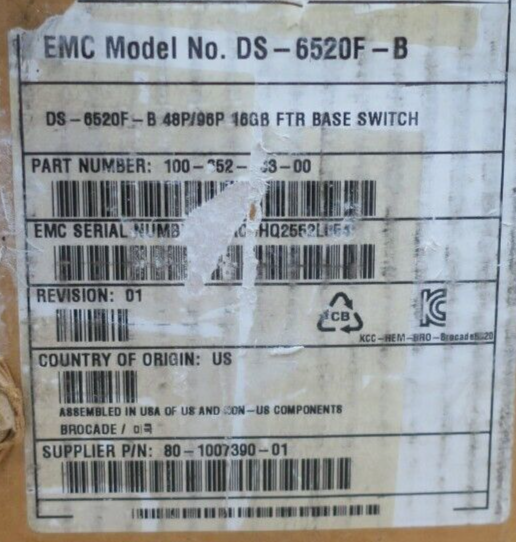 EMC Model No. DS-6520F-B
DS-6520F-B 48P/96P 16GB FTR BASE SWITCH
PART NUMBER:
EMC SERIAL
REVISION: 01
CB
KCC-REM-BRO-Brocade6520
COUNTRY OF ORIGIN: US
ASSEMBLED IN USA OF US AND NON-US COMPONENTS
BROCADE / 미국
SUPPLIER P/N: 80-1007390-01